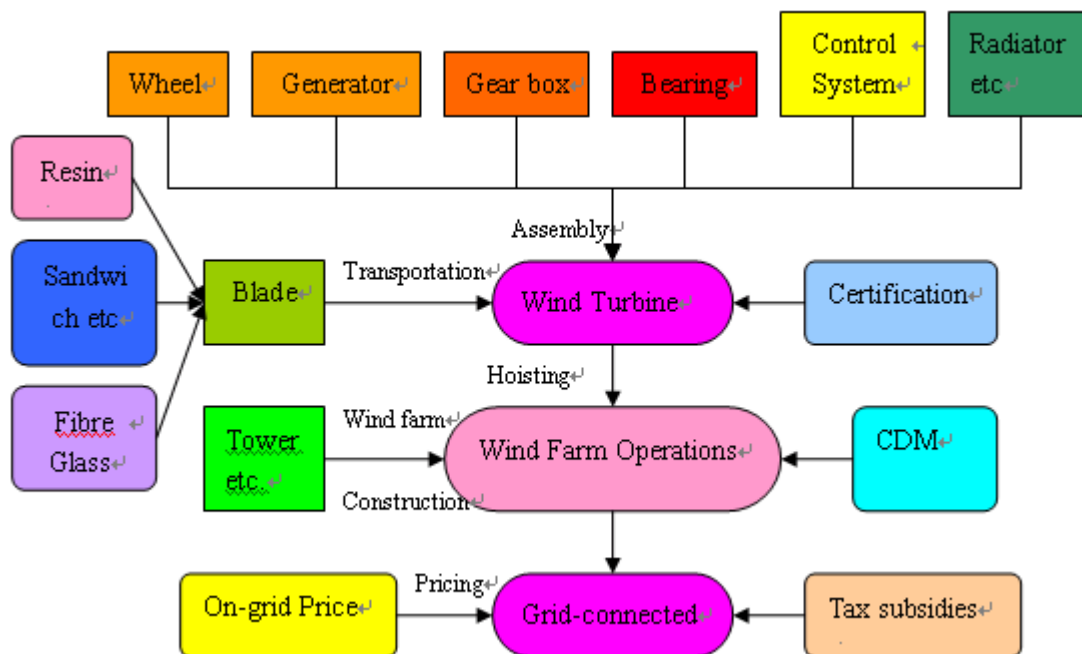 Wheel
Generator
Gear box
Bearing
Control
System
Radiator
etc
Resin
Assembly
Sandwi
ch etc
Blade
Transportation
Wind Turbine
Certification
Hoisting
Fibre
Glass
Tower
etc.
Wind farm
Construction
Wind Farm Operations
CDM
On-grid Price
Pricing
Grid-connected
Tax subsidies